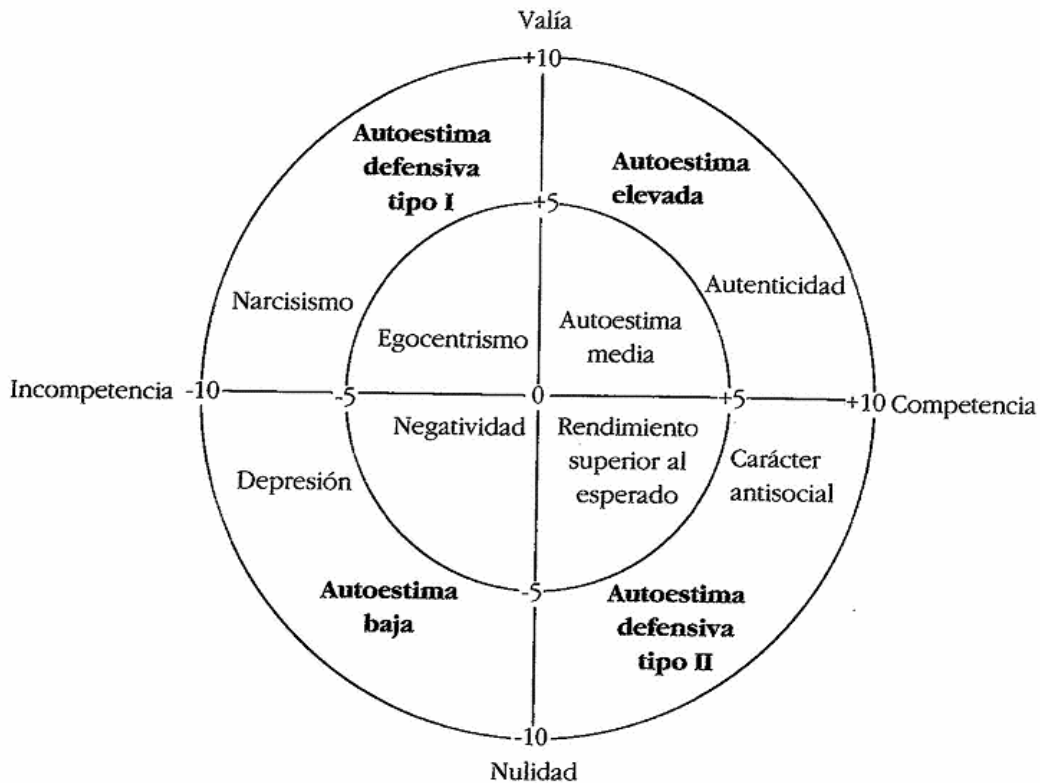 Valía
+10
Autoestima
defensiva
tipo I
Autoestima
elevada
+5
Narcisismo
Autenticidad
Egocentrismo
Autoestima
media
Incompetencia -10 -5 0 +5 +10 Competencia
Negatividad
Rendimiento
superior al
esperado
Depresión
Carácter
antisocial
-5
Autoestima
baja
Autoestima
defensiva
tipo II
-10
Nulidad